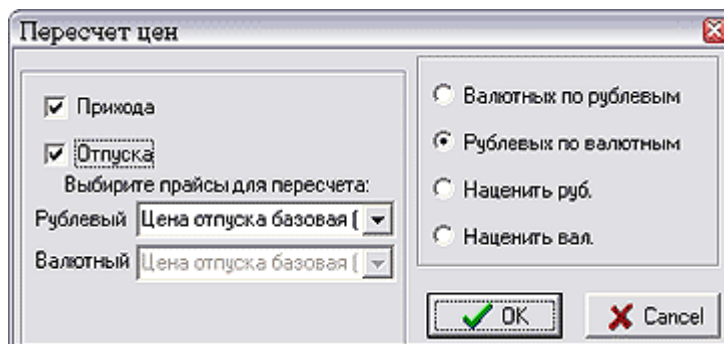 Пересчет цен
Прихода
Отпуска
Выбирите прайсы для пересчета:
Рублевый Цена отпуска базовая (
Валютный Цена отпуска базовая (
Валютных по рублевым
Рублевых по валютным
Наценить руб.
Наценить вал.
OK
Cancel